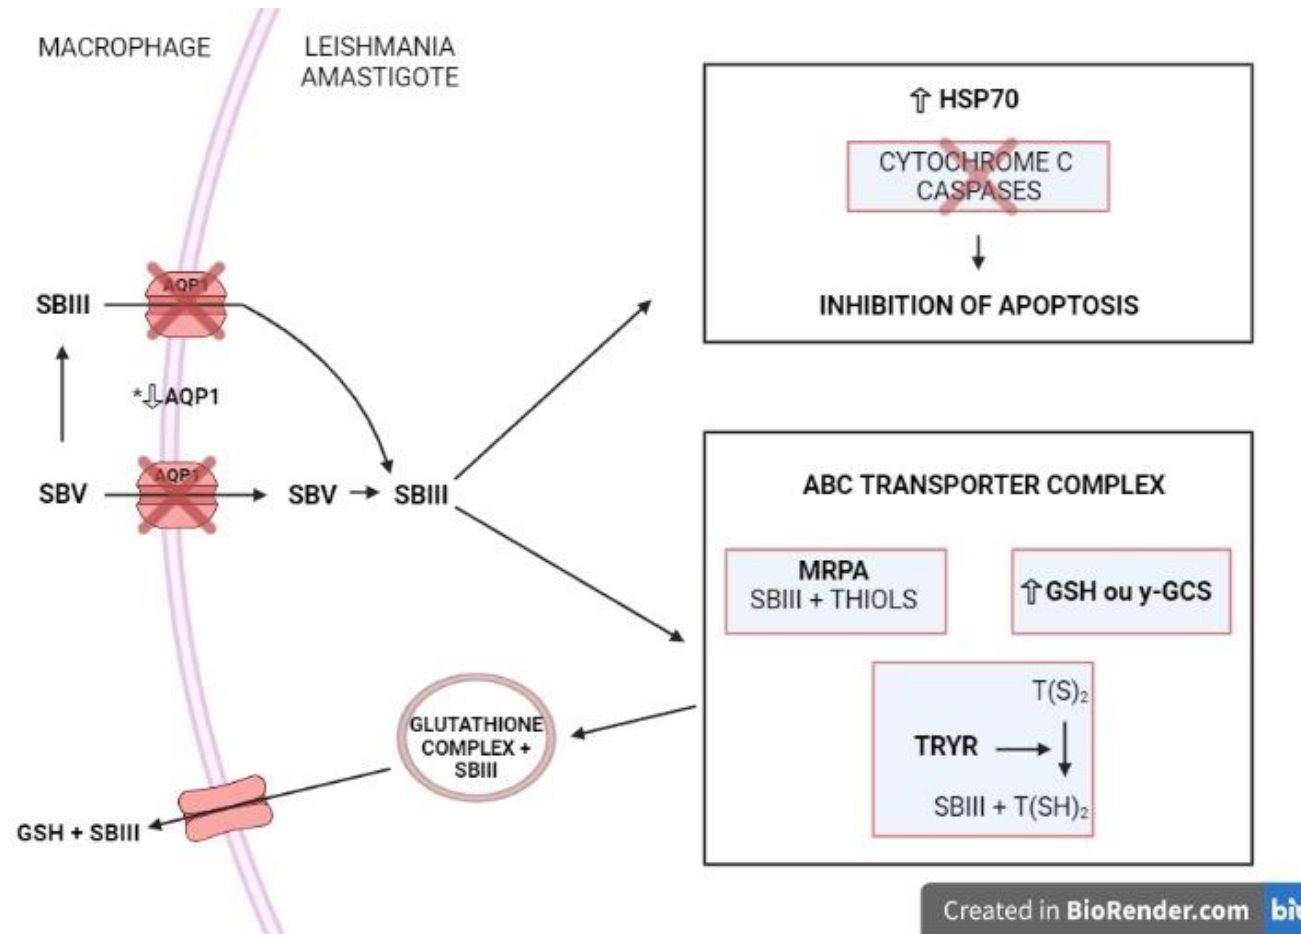 MACROPHAGE
LEISHMANIA
AMASTIGOTE
SBIII
AQP1
*⇩AQP1
SBV
AQP1
SBV
SBIII
⇧ HSP70
CYTOCHROME C
CASPASES
INHIBITION OF APOPTOSIS
ABC TRANSPORTER COMPLEX
MRPA
SBIII + THIOLS
⇧GSH ou y-GCS
T(S)₂
TRYR
SBIII + T(SH)₂
GLUTATHIONE
COMPLEX +
SBIII
GSH + SBIII
Created in BioRender.com